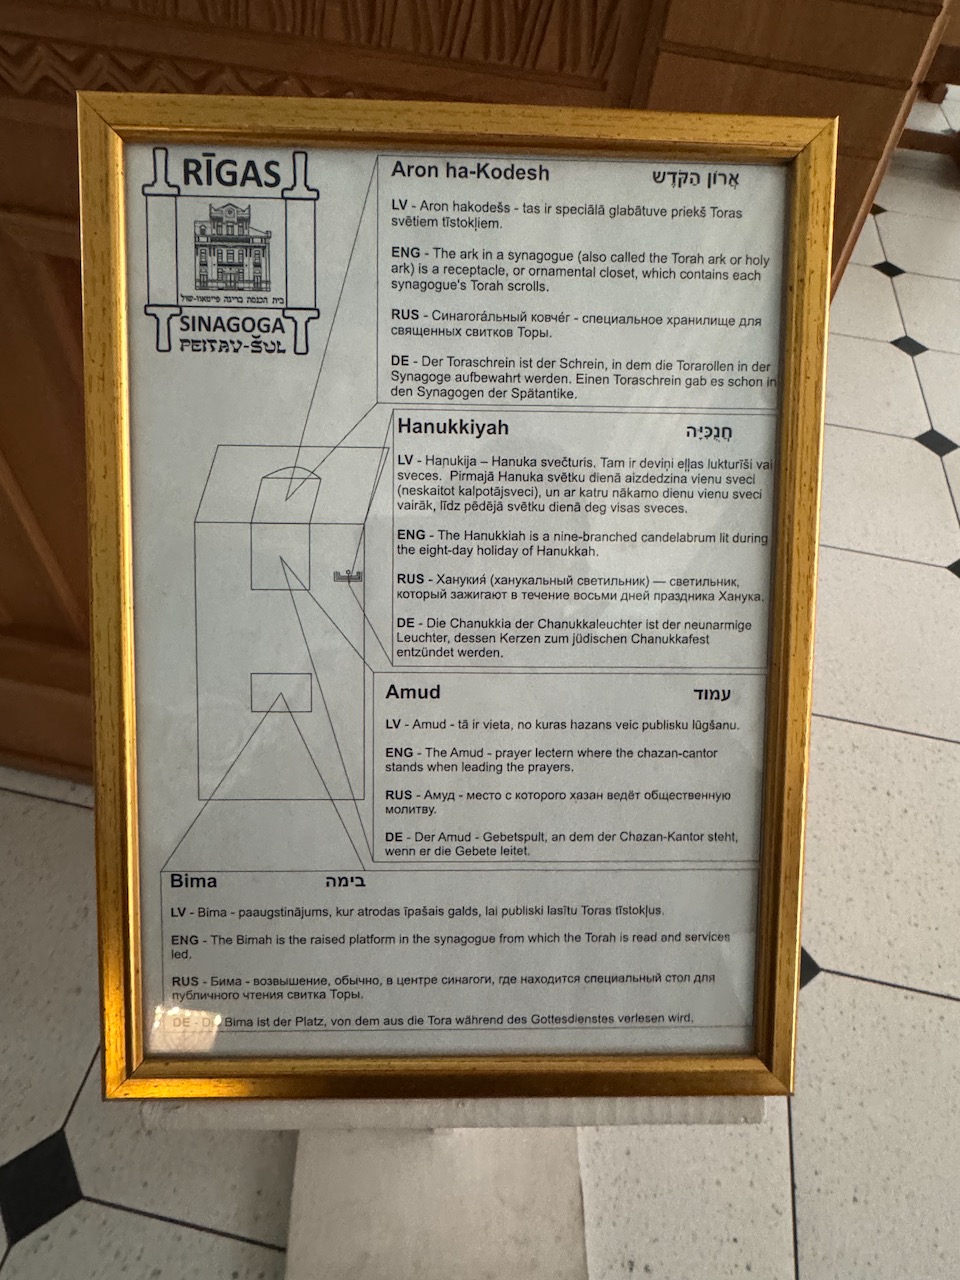 RĪGAS
בית הכנסת בריגה פייטאוו-שול
SINAGOGA
PEITAV-ŠUL
Aron ha-Kodesh אֲרוֹן הַקֹּדֶש
LV - Aron hakodešs - tas ir speciālā glabātuve priekš Toras
svētiem tīstokļiem.
ENG - The ark in a synagogue (also called the Torah ark or holy
ark) is a receptacle, or ornamental closet, which contains each
synagogue's Torah scrolls.
RUS - Синагога́льный ковче́г - специальное хранилище для
священных свитков Торы.
DE - Der Toraschrein ist der Schrein, in dem die Torarollen in der
Synagoge aufbewahrt werden. Einen Toraschrein gab es schon in
den Synagogen der Spätantike.
Hanukkiyah חֲנֻכִּיָּה
LV - Haņukija – Hanuka svečturis. Tam ir deviņi eļļas lukturīši vai
sveces. Pirmajā Hanuka svētku dienā aizdedzina vienu sveci
(neskaitot kalpotājsveci), un ar katru nākamo dienu vienu sveci
vairāk, līdz pēdējā svētku dienā deg visas sveces.
ENG - The Hanukkiah is a nine-branched candelabrum lit during
the eight-day holiday of Hanukkah.
RUS - Ханукия́ (ханукальный светильник) — светильник,
который зажигают в течение восьми дней праздника Ханука.
DE - Die Chanukkia der Chanukkaleuchter ist der neunarmige
Leuchter, dessen Kerzen zum jüdischen Chanukkafest
entzündet werden.
Amud עמוד
LV - Amud - tā ir vieta, no kuras hazans veic publisku lūgšanu.
ENG - The Amud - prayer lectern where the chazan-cantor
stands when leading the prayers.
RUS - Амуд - место с которого хазан ведёт общественную
молитву.
DE - Der Amud - Gebetspult, an dem der Chazan-Kantor steht,
wenn er die Gebete leitet.
Bima בימה
LV - Bima - paaugstinājums, kur atrodas īpašais galds, lai publiski lasītu Toras tīstokļus.
ENG - The Bimah is the raised platform in the synagogue from which the Torah is read and services
led.
RUS - Бима - возвышение, обычно, в центре синагоги, где находится специальный стол для
публичного чтения свитка Торы.
DE - Die Bima ist der Platz, von dem aus die Tora während des Gottesdienstes verlesen wird.